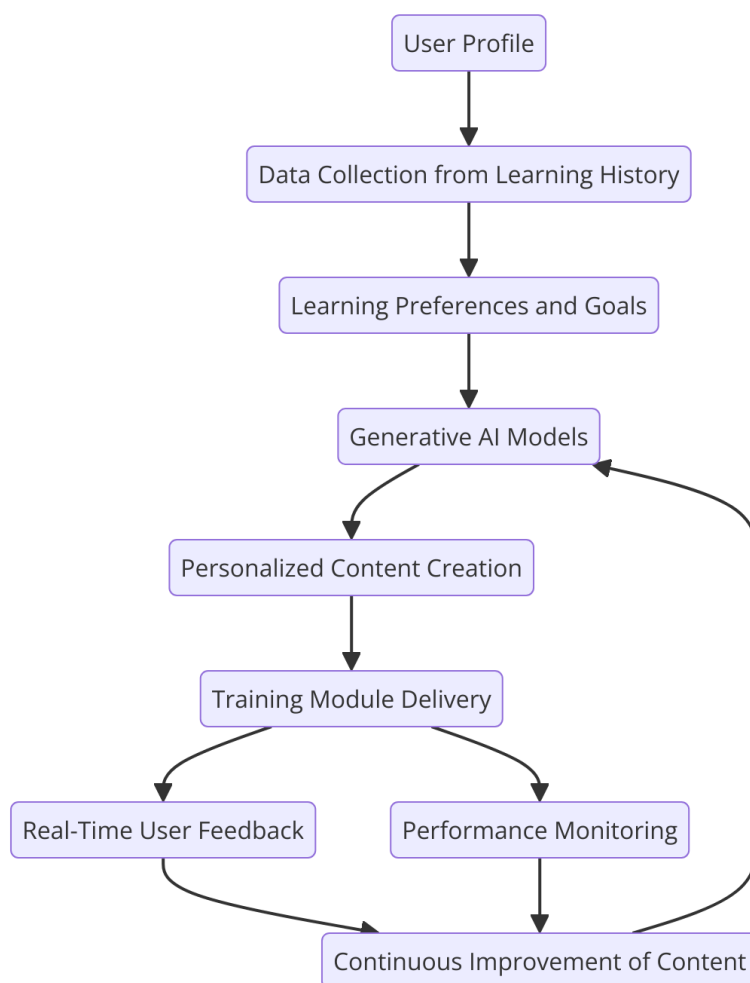 User Profile
Data Collection from Learning History
Learning Preferences and Goals
Generative AI Models
Personalized Content Creation
Training Module Delivery
Real-Time User Feedback
Performance Monitoring
Continuous Improvement of Content